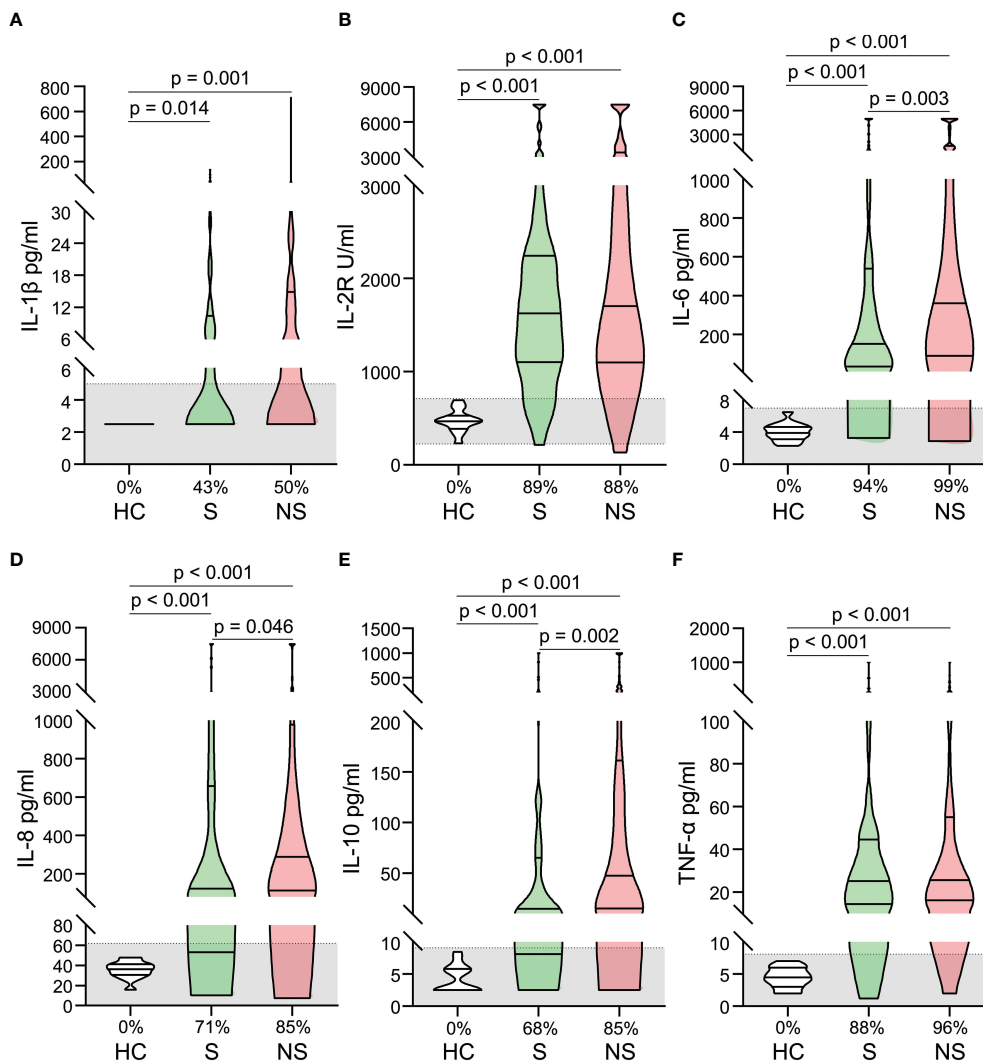 A
p = 0.001
p = 0.014
800
600
400
200
30
24
18
12
6
6
4
2
0
IL-1β pg/ml
0% 43% 50%
HC S NS
B
p < 0.001
p < 0.001
9000
6000
3000
3000
2000
1000
0
IL-2R U/ml
0% 89% 88%
HC S NS
C
p < 0.001
p < 0.001
p = 0.003
9000
6000
3000
1000
800
600
400
200
8
4
0
IL-6 pg/ml
0% 94% 99%
HC S NS
D
p < 0.001
p < 0.001
p = 0.046
9000
6000
3000
1000
800
600
400
200
80
60
40
20
0
IL-8 pg/ml
0% 71% 85%
HC S NS
E
p < 0.001
p < 0.001
p = 0.002
1500
1000
500
200
150
100
50
10
5
0
IL-10 pg/ml
0% 68% 85%
HC S NS
F
p < 0.001
p < 0.001
2000
1000
100
80
60
40
20
10
5
0
TNF-α pg/ml
0% 88% 96%
HC S NS